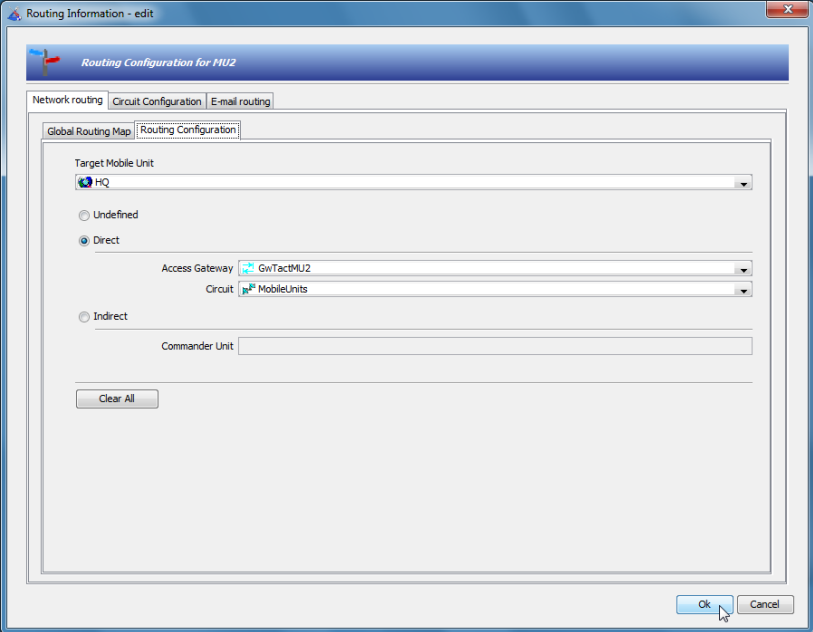 Routing Information - edit
Routing Configuration for MU2
Network routing Circuit Configuration E-mail routing
Global Routing Map Routing Configuration
Target Mobile Unit
HQ
Undefined
Direct
Access Gateway GwTactMU2
Circuit MobileUnits
Indirect
Commander Unit
Clear All
Ok Cancel